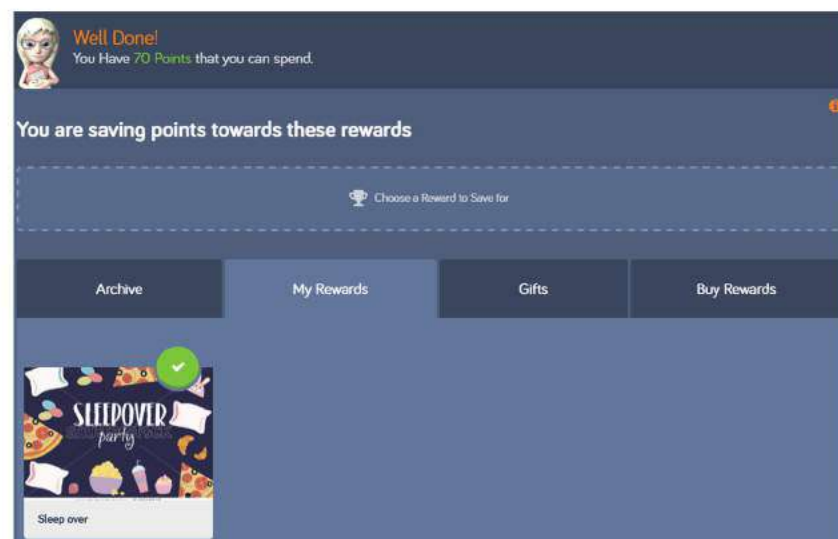 Well Done!
You Have 70 Points that you can spend.
You are saving points towards these rewards
Choose a Reward to Save for
Archive
My Rewards
Gifts
Buy Rewards
SLEEPOVER
party
Sleep over